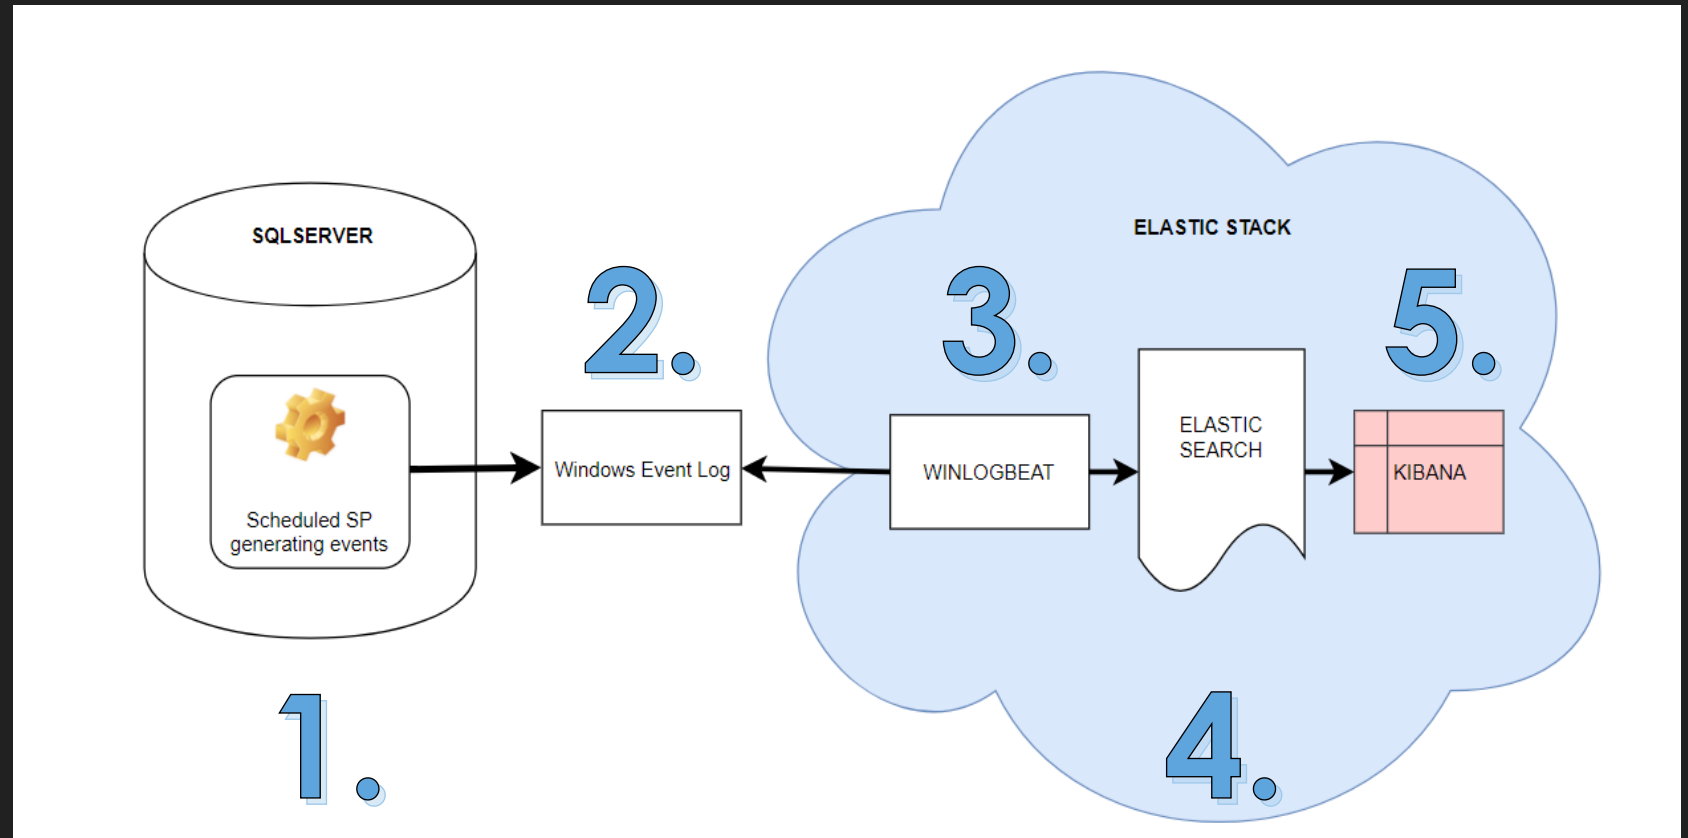 SQLSERVER
Scheduled SP
generating events
1.
2.
Windows Event Log
ELASTIC STACK
3.
WINLOGBEAT
ELASTIC
SEARCH
4.
5.
KIBANA